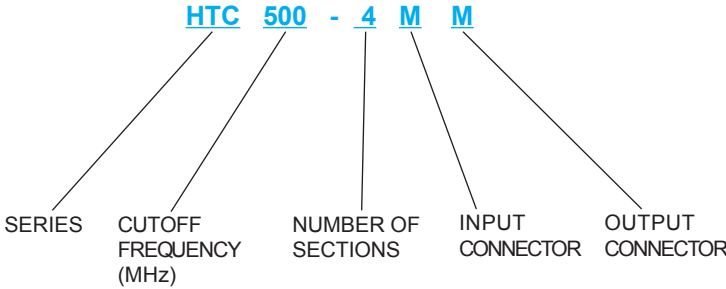 HTC 500 - 4 M M
SERIES
CUTOFF
FREQUENCY
(MHz)
NUMBER OF
SECTIONS
INPUT
CONNECTOR
OUTPUT
CONNECTOR